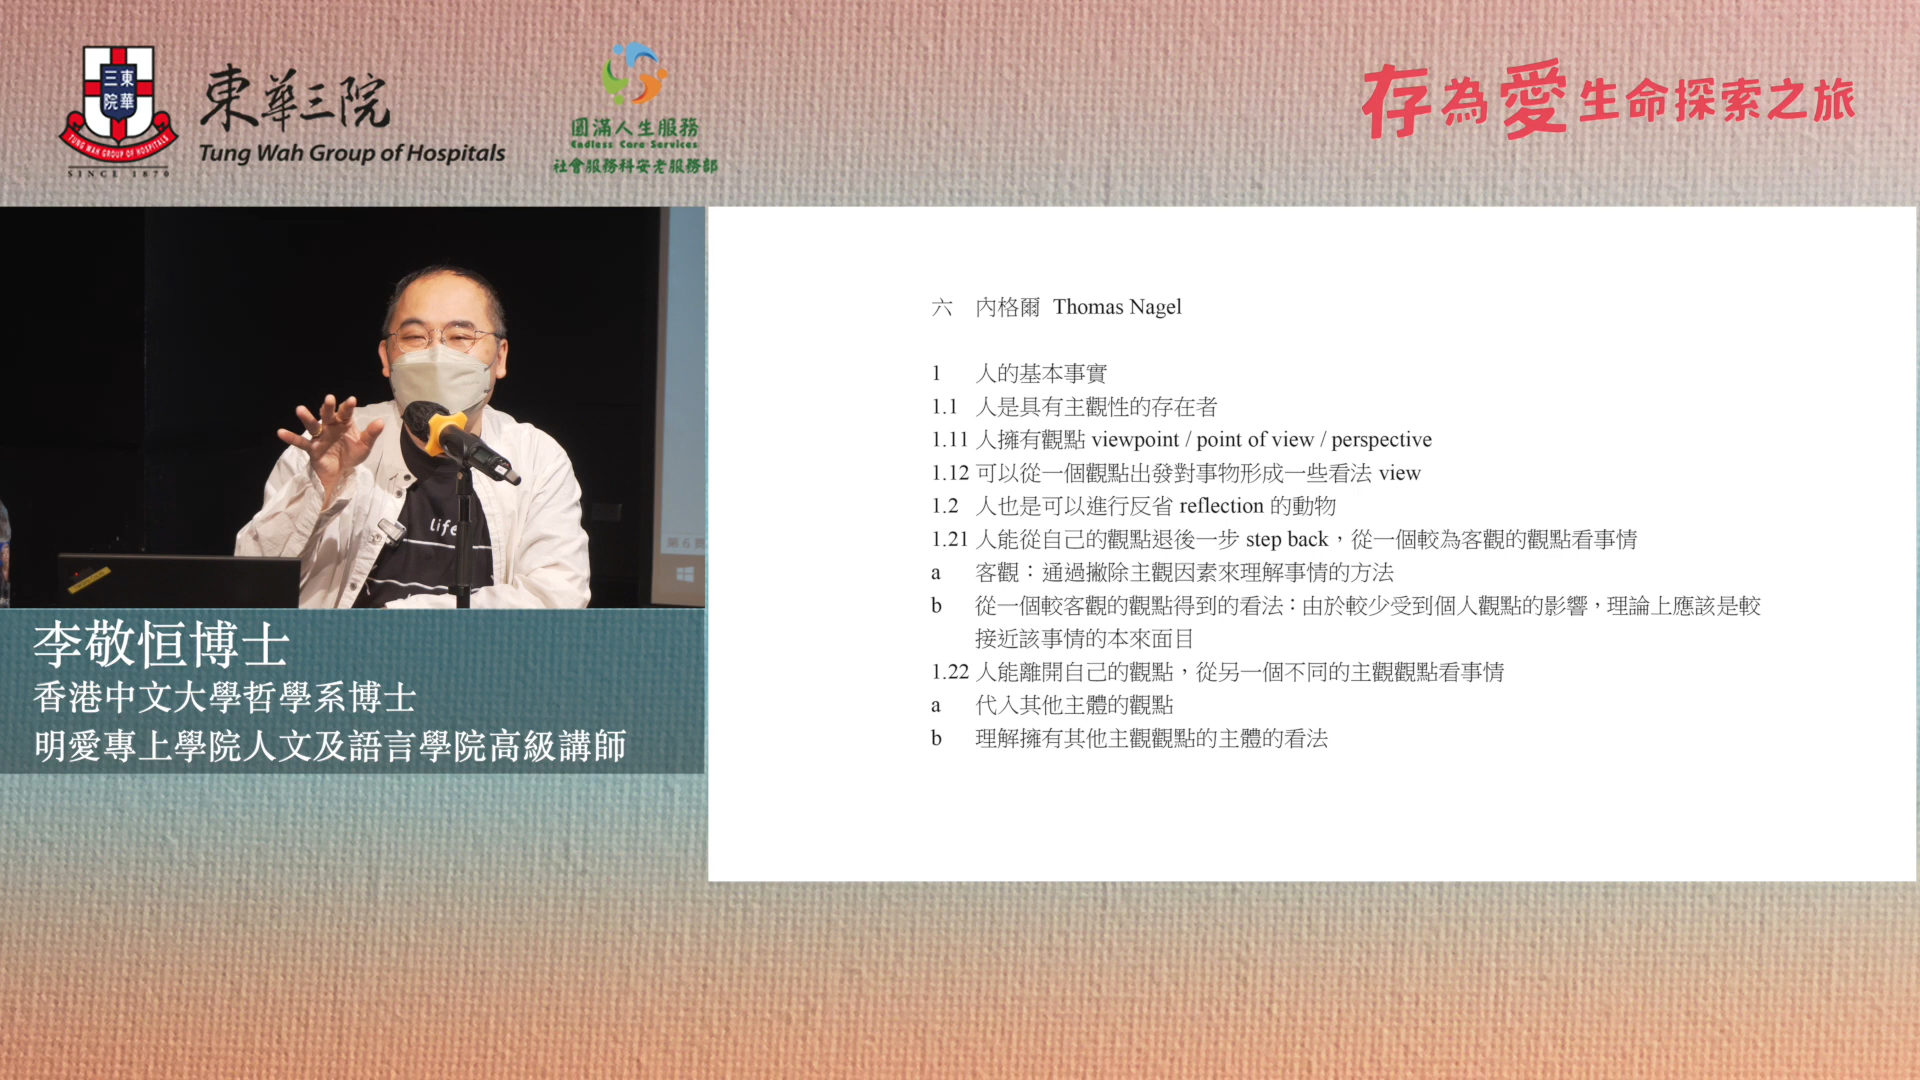 東華三院
TUNG WAH GROUP OF HOSPITALS
SINCE 1870
東華三院
Tung Wah Group of Hospitals
圓滿人生服務
Endless Care Services
社會服務科安老服務部
存為愛生命探索之旅
life
第6頁
李敬恒博士
香港中文大學哲學系博士
明愛專上學院人文及語言學院高級講師
六 內格爾 Thomas Nagel
1 人的基本事實
1.1 人是具有主觀性的存在者
1.11 人擁有觀點 viewpoint / point of view / perspective
1.12 可以從一個觀點出發對事物形成一些看法 view
1.2 人也是可以進行反省 reflection 的動物
1.21 人能從自己的觀點退後一步 step back，從一個較為客觀的觀點看事情
a 客觀：通過撇除主觀因素來理解事情的方法
b 從一個較客觀的觀點得到的看法：由於較少受到個人觀點的影響，理論上應該是較
接近該事情的本來面目
1.22 人能離開自己的觀點，從另一個不同的主觀觀點看事情
a 代入其他主體的觀點
b 理解擁有其他主觀觀點的主體的看法